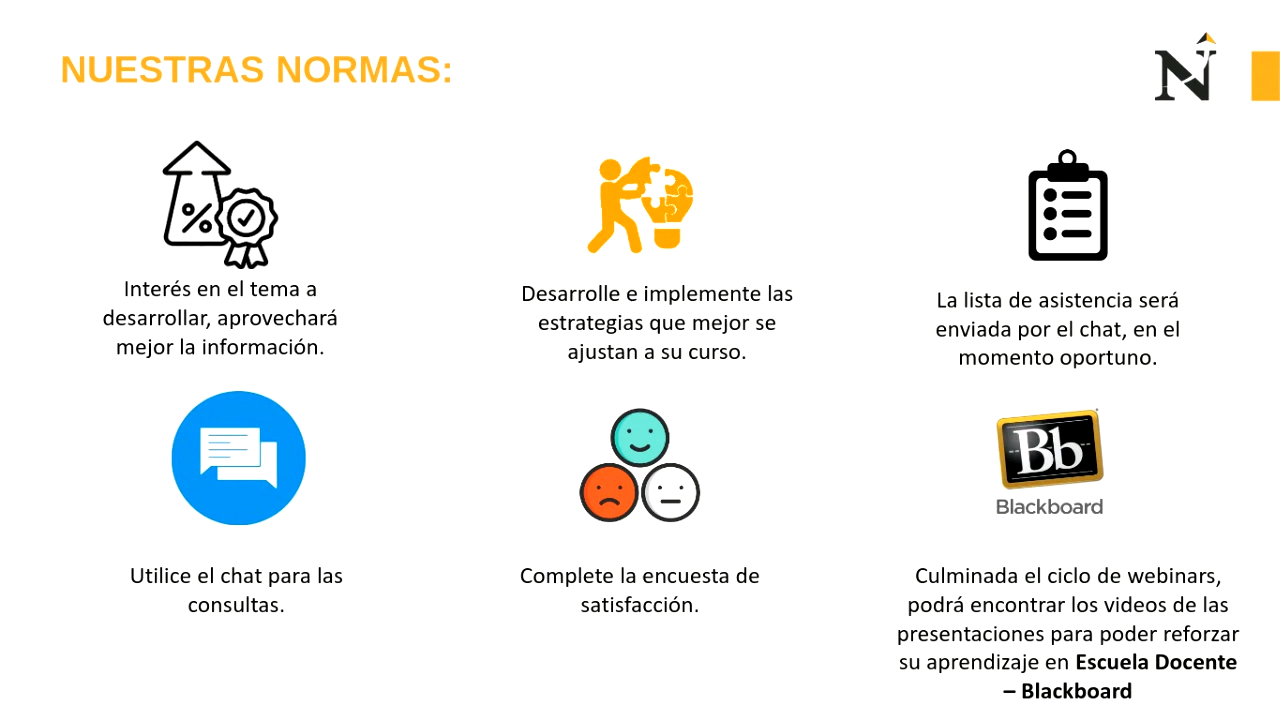 NUESTRAS NORMAS:
N
%
Interés en el tema a
desarrollar, aprovechará
mejor la información.
Desarrolle e implemente las
estrategias que mejor se
ajustan a su curso.
La lista de asistencia será
enviada por el chat, en el
momento oportuno.
Bb
Blackboard
Utilice el chat para las
consultas.
Complete la encuesta de
satisfacción.
Culminada el ciclo de webinars,
podrá encontrar los videos de las
presentaciones para poder reforzar
su aprendizaje en Escuela Docente
– Blackboard